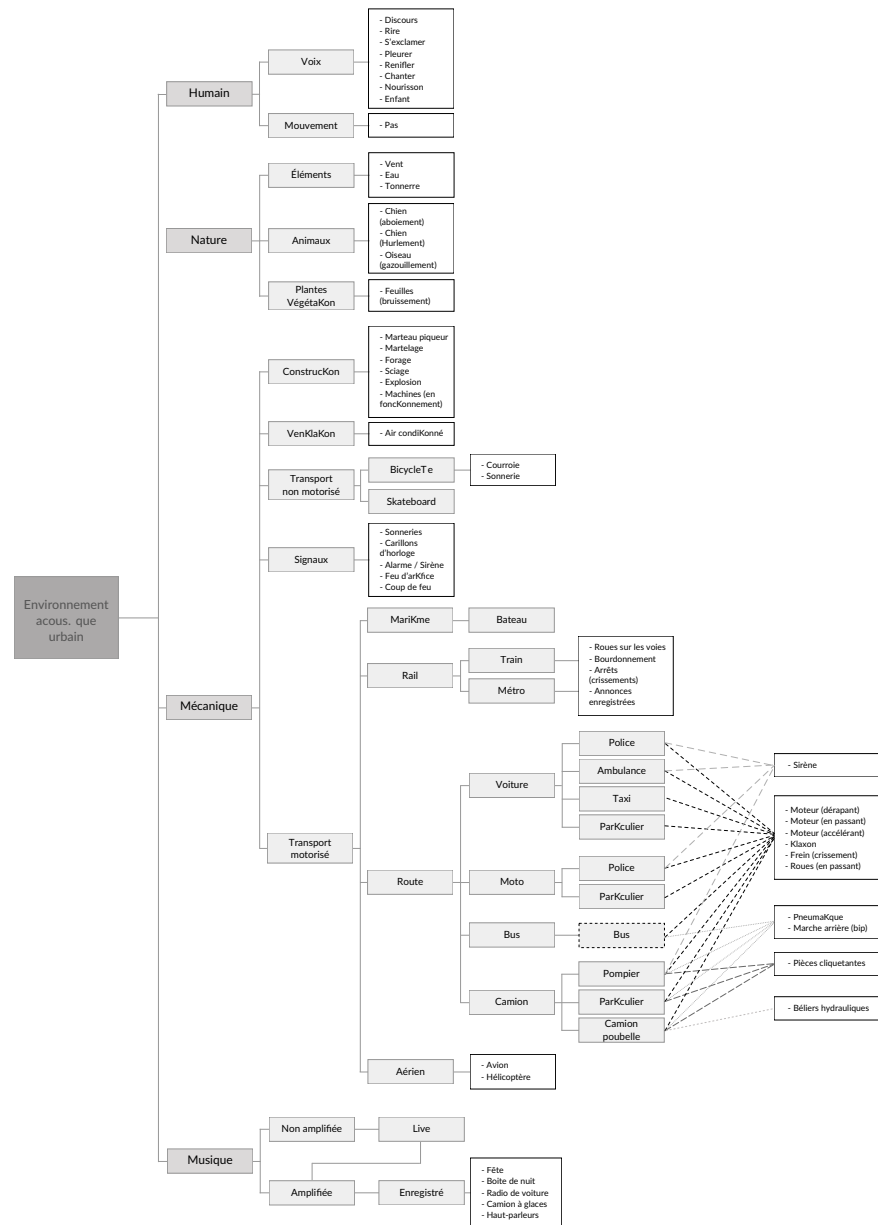 Environnement
acous. que
urbain
Humain
Voix
- Discours
- Rire
- S'exclamer
- Pleurer
- Renifler
- Chanter
- Nourisson
- Enfant
Mouvement
- Pas
Nature
Éléments
- Vent
- Eau
- Tonnerre
Animaux
- Chien
(aboiement)
- Chien
(Hurlement)
- Oiseau
(gazouillement)
Plantes
VégétaKon
- Feuilles
(bruissement)
Mécanique
ConstrucKon
- Marteau piqueur
- Martelage
- Forage
- Sciage
- Explosion
- Machines (en
foncKonnement)
VenKlaKon
- Air condiKonné
Transport
non motorisé
BicycleTe
- Courroie
- Sonnerie
Skateboard
Signaux
- Sonneries
- Carillons
d'horloge
- Alarme / Sirène
- Feu d'arKfice
- Coup de feu
Transport
motorisé
MariKme
Bateau
Rail
Train
Métro
- Roues sur les voies
- Bourdonnement
- Arrêts
(crissements)
- Annonces
enregistrées
Route
Voiture
Police
Ambulance
Taxi
ParKculier
Moto
Police
ParKculier
Bus
Bus
Camion
Pompier
ParKculier
Camion
poubelle
- Sirène
- Moteur (dérapant)
- Moteur (en passant)
- Moteur (accélérant)
- Klaxon
- Frein (crissement)
- Roues (en passant)
- PneumaKque
- Marche arrière (bip)
- Pièces cliquetantes
- Béliers hydrauliques
Aérien
- Avion
- Hélicoptère
Musique
Non amplifiée
Live
Amplifiée
Enregistré
- Fête
- Boite de nuit
- Radio de voiture
- Camion à glaces
- Haut-parleurs